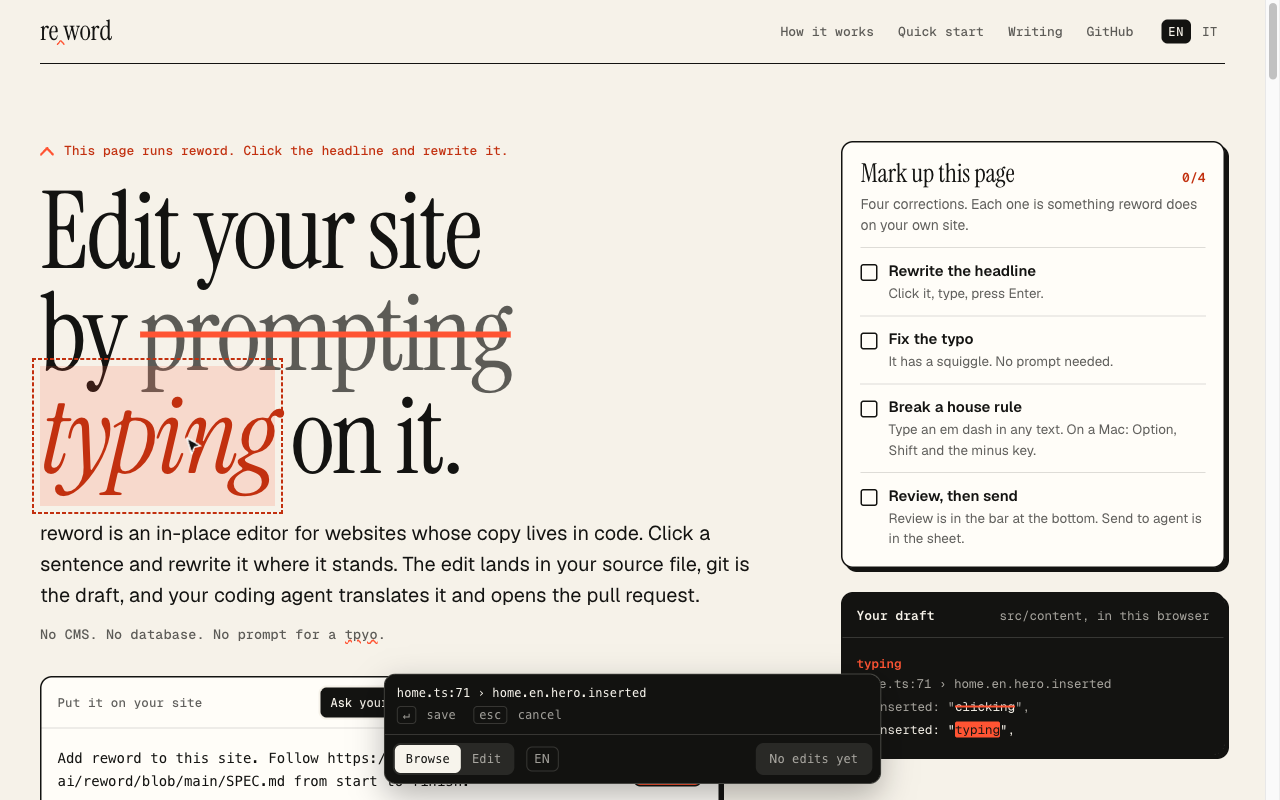 re‸word
How it works Quick start Writing GitHub EN IT
This page runs reword. Click the headline and rewrite it.
Edit your site
by prompting
typing on it.
reword is an in-place editor for websites whose copy lives in code. Click a
sentence and rewrite it where it stands. The edit lands in your source file, git is
the draft, and your coding agent translates it and opens the pull request.
No CMS. No database. No prompt for a tpyo.
Put it on your site
Add reword to this site. Follow
ai/reword/blob/main/SPEC.md from start
Mark up this page 0/4
Four corrections. Each one is something reword does
on your own site.
Rewrite the headline
Click it, type, press Enter.
Fix the typo
It has a squiggle. No prompt needed.
Break a house rule
Type an em dash in any text. On a Mac: Option,
Shift and the minus key.
Review, then send
Review is in the bar at the bottom. Send to agent is
in the sheet.
Your draft src/content, in this browser
typing
› home.en.hero.inserted
"clicking",
"typing",
home.ts:71 › home.en.hero.inserted
↵ save esc cancel
Browse Edit EN No edits yet